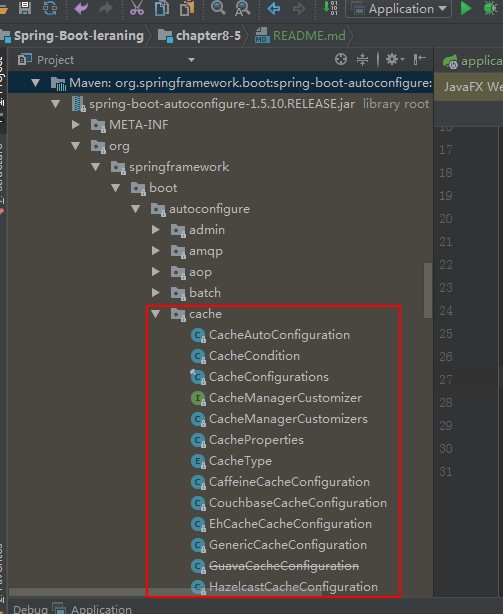 Application
Spring-Boot-leraning
chapter8-5
README.md
Project
applica
Maven: org.springframework.boot:spring-boot-autoconfigure:
JavaFX We
spring-boot-autoconfigure-1.5.10.RELEASE.jar library root
META-INF
org
springframework
boot
autoconfigure
admin
amqp
aop
batch
cache
CacheAutoConfiguration
CacheCondition
CacheConfigurations
CacheManagerCustomizer
CacheManagerCustomizers
CacheProperties
CacheType
CaffeineCacheConfiguration
CouchbaseCacheConfiguration
EhCacheCacheConfiguration
GenericCacheConfiguration
GuavaCacheConfiguration
HazelcastCacheConfiguration
16
17
18
19
20
21
22
23
24
25
26
27
28
29
30
31
Debug
Application